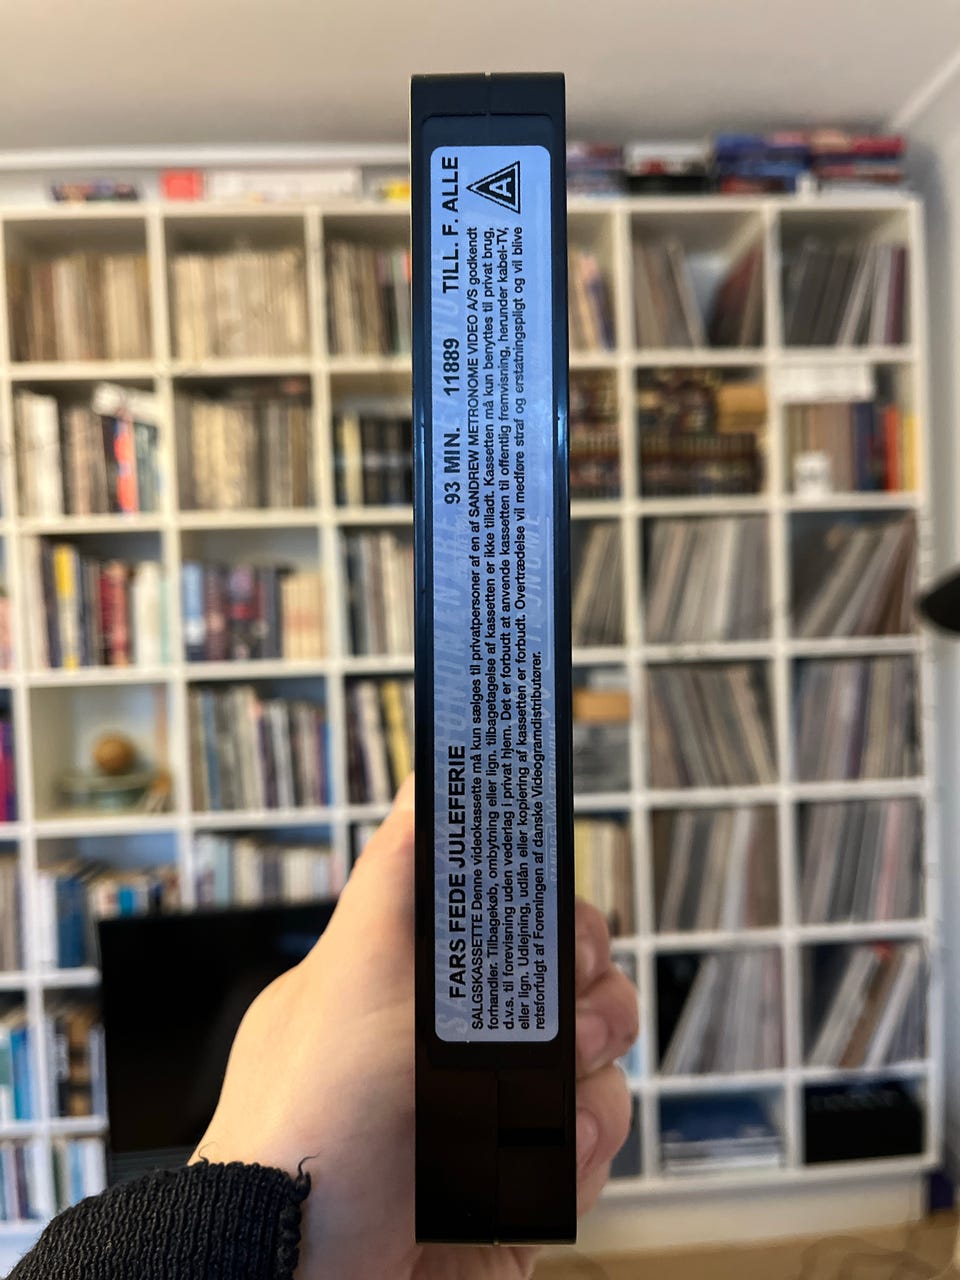 FARS FEDE JULEFERIE 93 MIN. 11889 TILL. F. ALLE
SALGSKASSETTE Denne videokassette må kun sælges til privatpersoner af en af SANDREW METRONOME VIDEO A/S godkendt
forhandler. Tilbagekøb, ombytning eller lign. tilbagetagelse af kassetten er ikke tilladt. Kassetten må kun benyttes til privat brug,
d.v.s. til forevisning uden vederlag i privat hjem. Det er forbudt at anvende kassetten til offentlig fremvisning, herunder kabel-TV,
eller lign. Udlejning, udlån eller kopiering af kassetten er forbudt. Overtrædelse vil medføre straf og erstatningspligt og vil blive
retsforfulgt af Foreningen af danske Videogramdistributører.
A